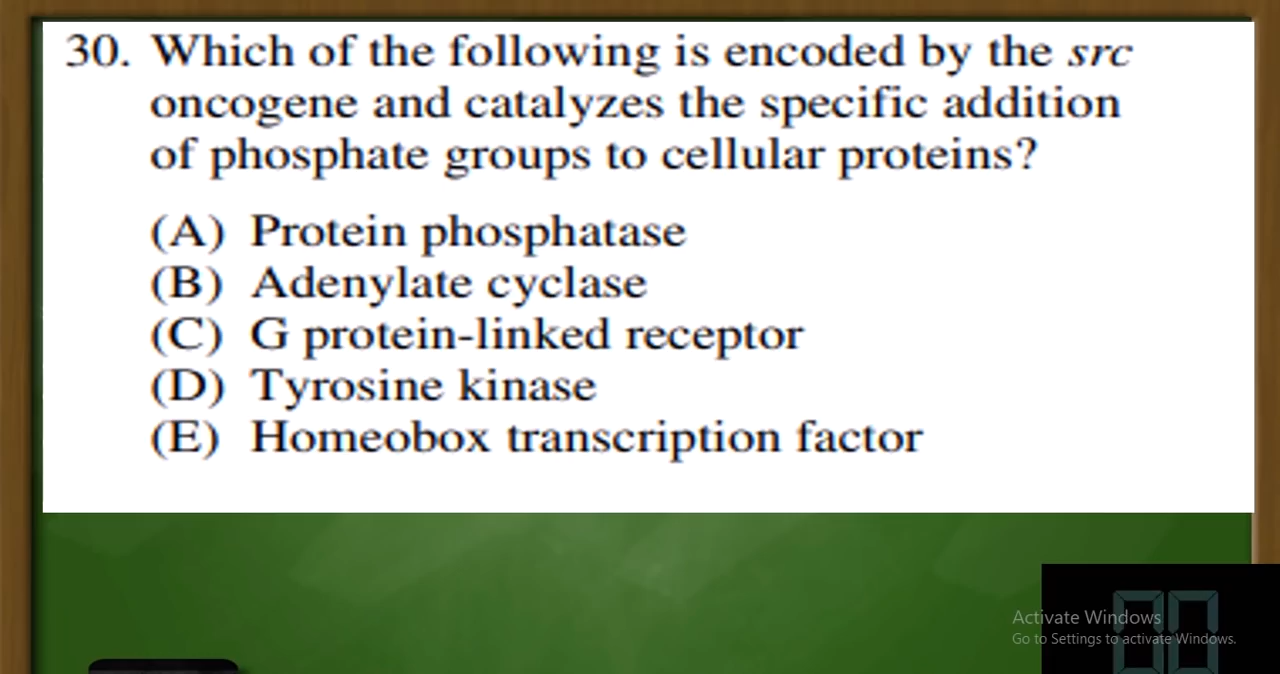 30. Which of the following is encoded by the src
oncogene and catalyzes the specific addition
of phosphate groups to cellular proteins?
(A) Protein phosphatase
(B) Adenylate cyclase
(C) G protein-linked receptor
(D) Tyrosine kinase
(E) Homeobox transcription factor
Activate Windows
Go to Settings to activate Windows.